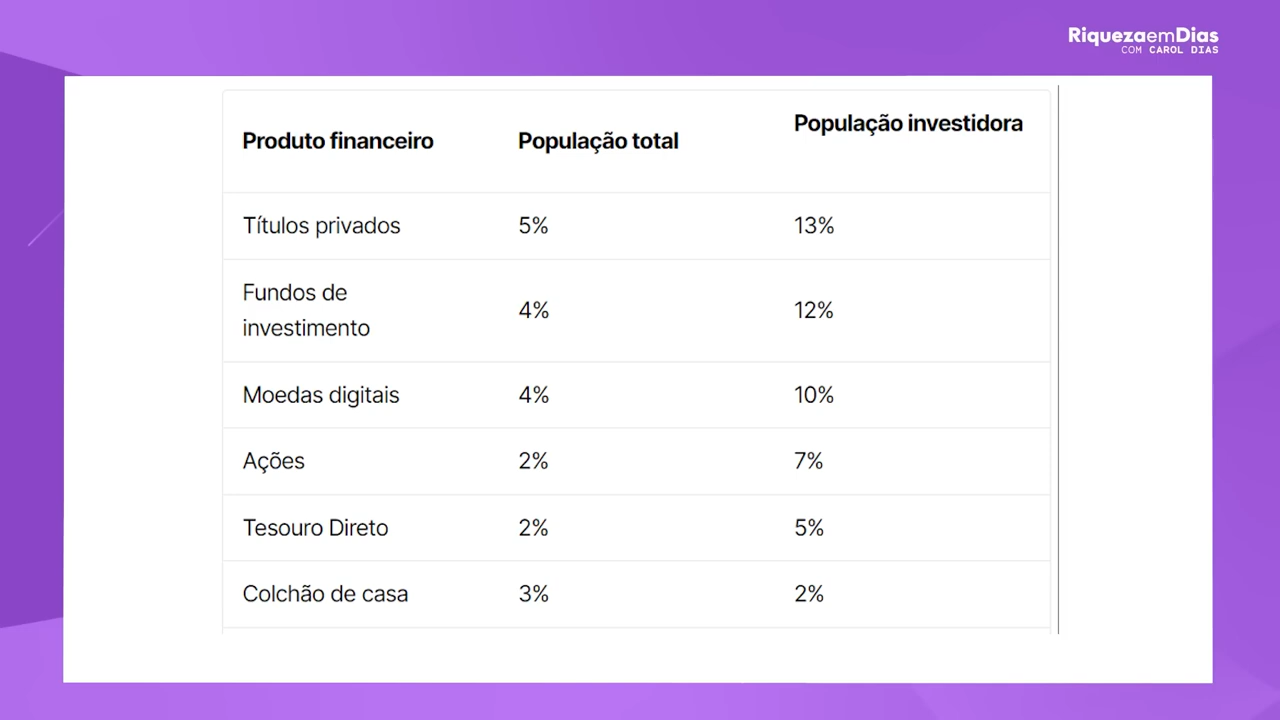 RiquezaemDias
COM CAROL DIAS
Produto financeiro População total População investidora
Títulos privados 5% 13%
Fundos de
investimento 4% 12%
Moedas digitais 4% 10%
Ações 2% 7%
Tesouro Direto 2% 5%
Colchão de casa 3% 2%